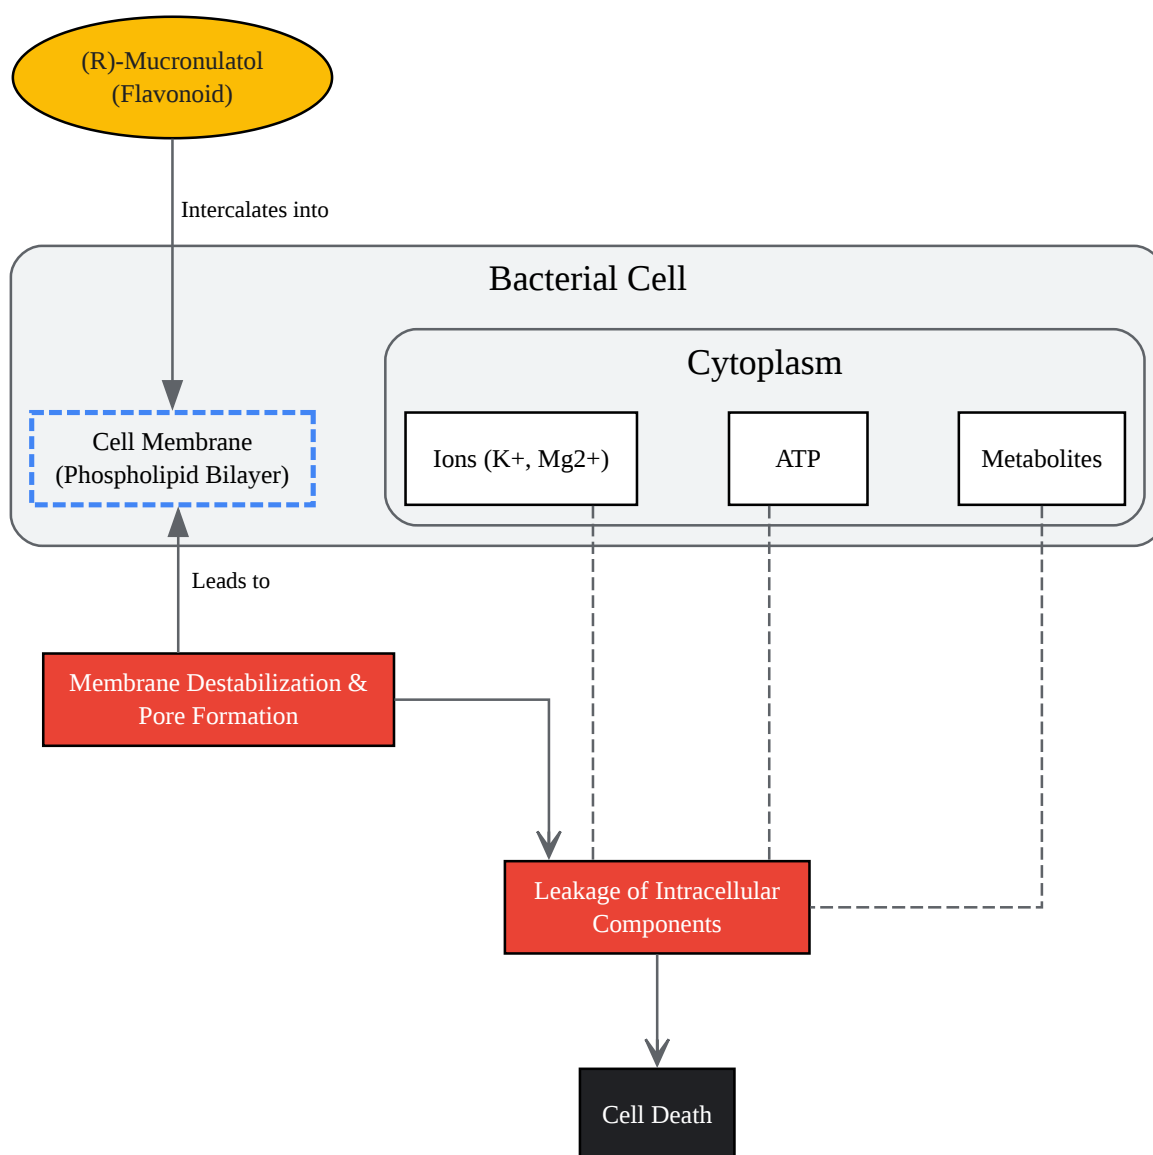 (R)-Mucronulatol
(Flavonoid)
Intercalates into
Bacterial Cell
Cytoplasm
Cell Membrane
(Phospholipid Bilayer)
Ions (K+, Mg2+)
ATP
Metabolites
Leads to
Membrane Destabilization &
Pore Formation
Leakage of Intracellular
Components
Cell Death